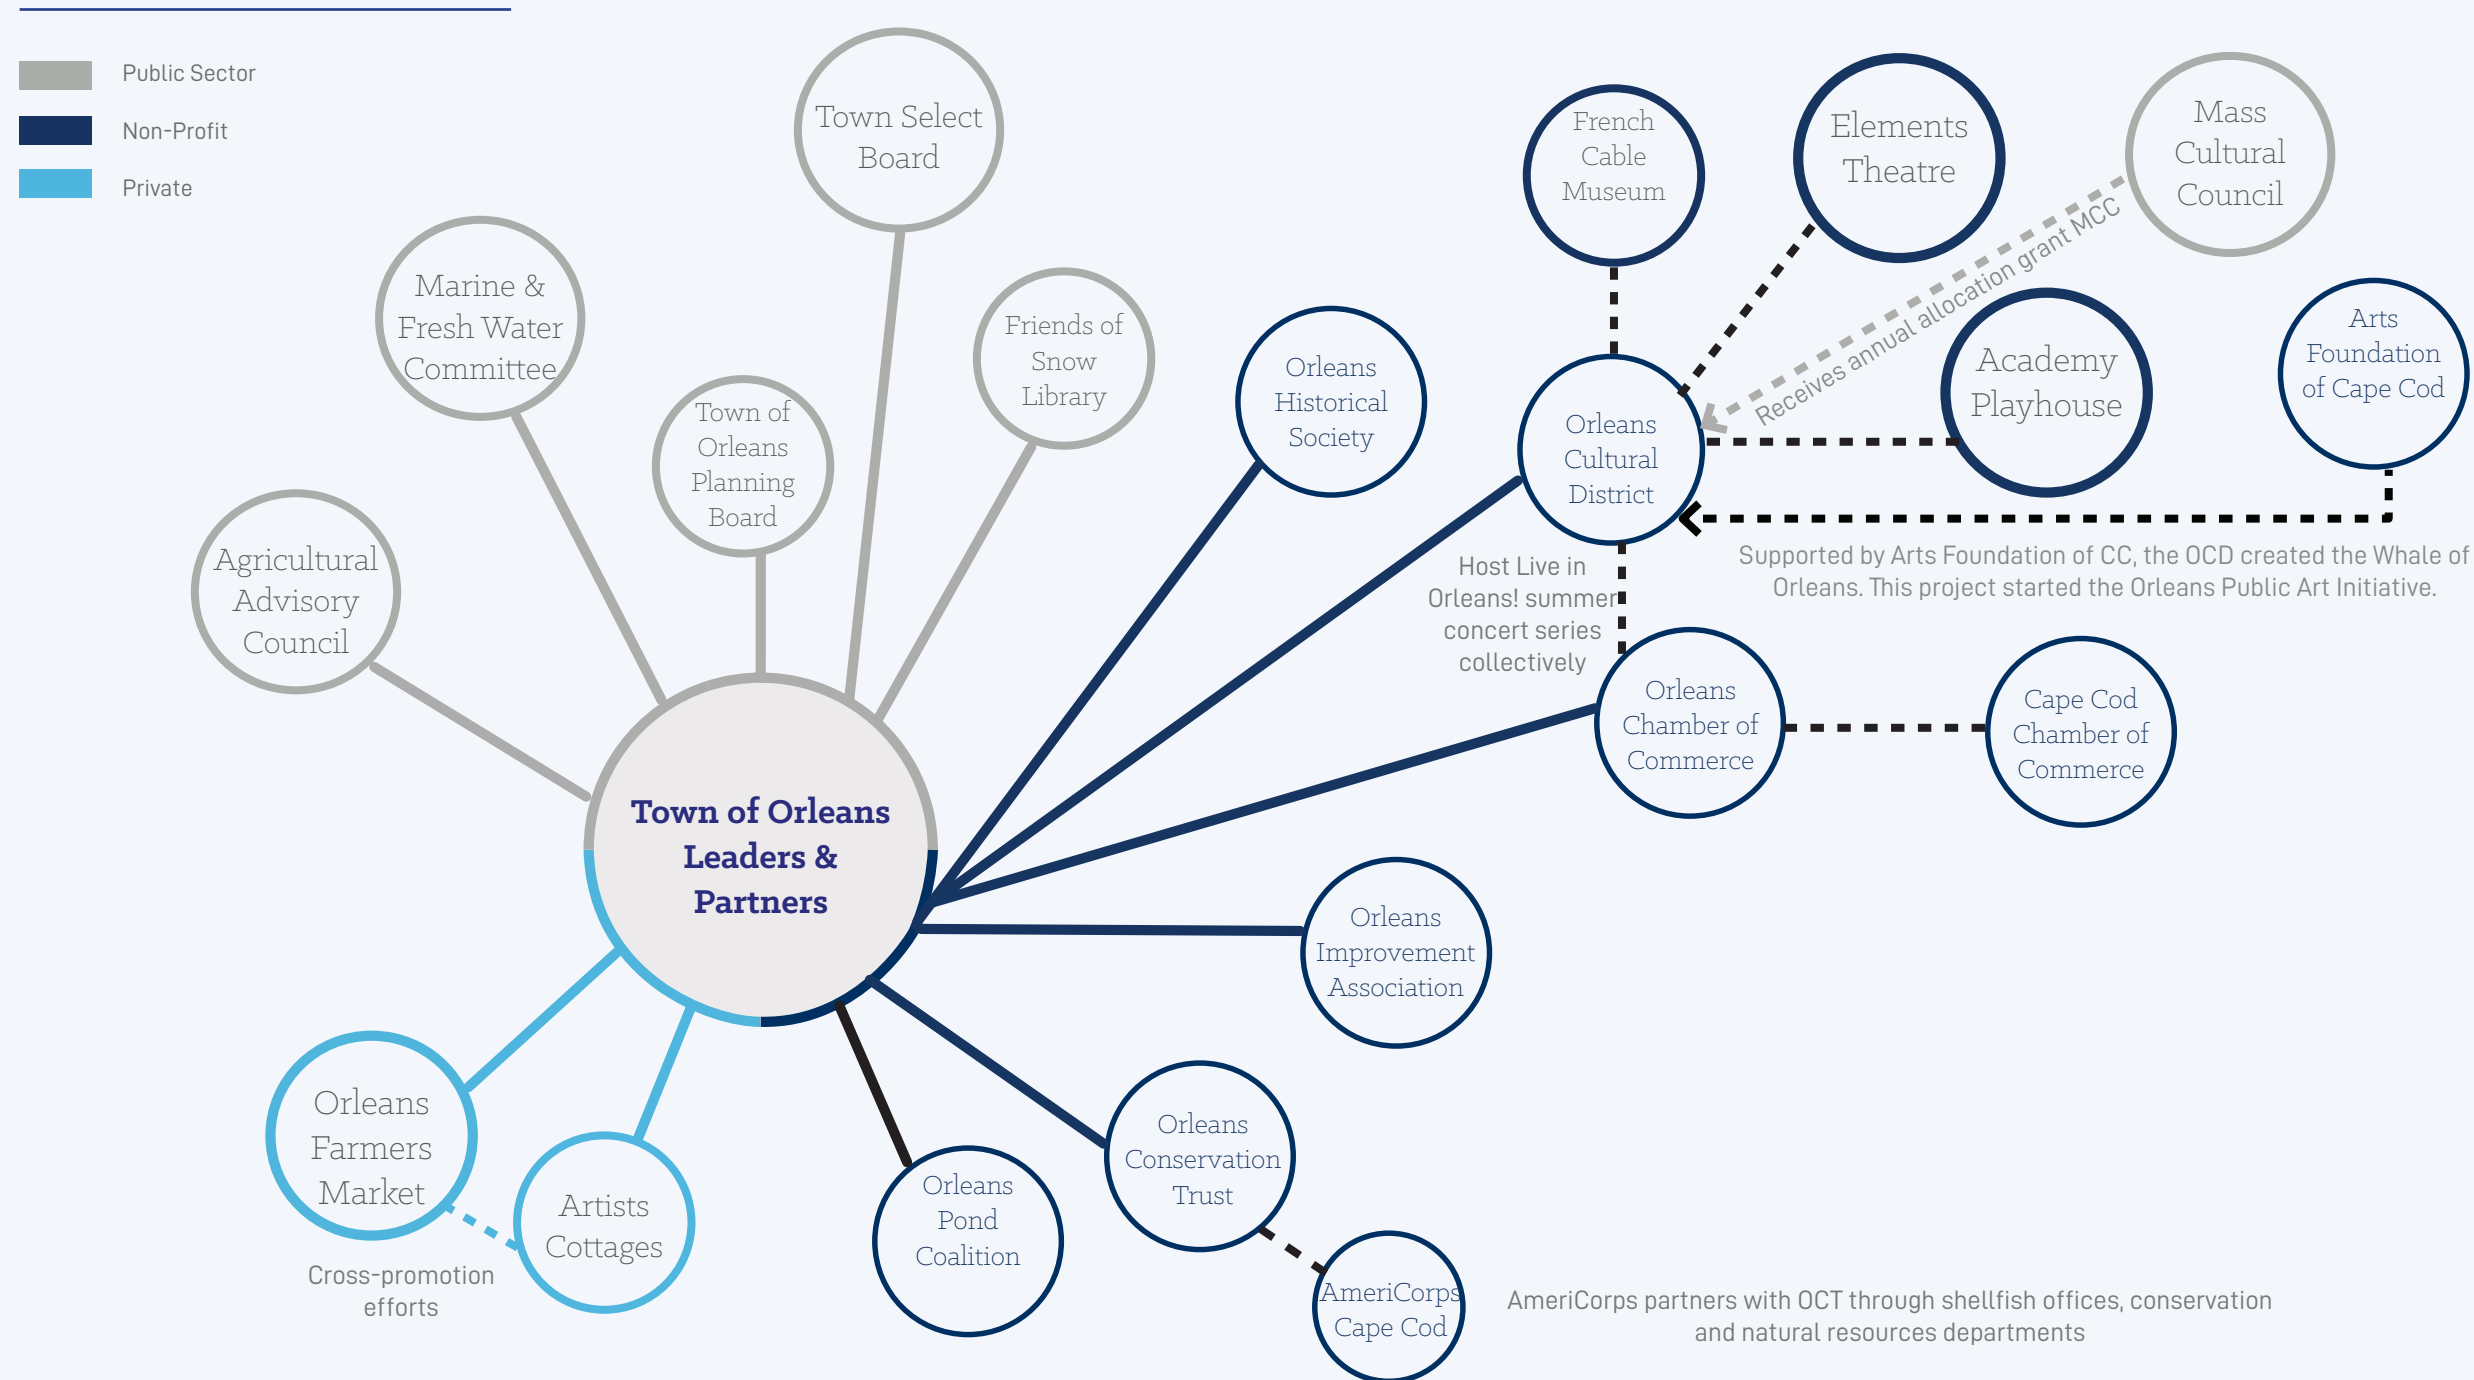 Public Sector
Non-Profit
Private
Town Select
Board
Marine &
Fresh Water
Committee
Friends of
Snow
Library
Town of
Orleans
Planning
Board
Agricultural
Advisory
Council
Town of Orleans
Leaders &
Partners
Orleans
Historical
Society
French
Cable
Museum
Elements
Theatre
Mass
Cultural
Council
Receives annual allocation grant MCC
Academy
Playhouse
Arts
Foundation
of Cape Cod
Orleans
Cultural
District
Supported by Arts Foundation of CC, the OCD created the Whale of
Orleans. This project started the Orleans Public Art Initiative.
Host Live in
Orleans! summer
concert series
collectively
Orleans
Chamber of
Commerce
Cape Cod
Chamber of
Commerce
Orleans
Improvement
Association
Orleans
Conservation
Trust
Orleans
Pond
Coalition
AmeriCorps
Cape Cod
AmeriCorps partners with OCT through shellfish offices, conservation
and natural resources departments
Orleans
Farmers
Market
Artists
Cottages
Cross-promotion
efforts